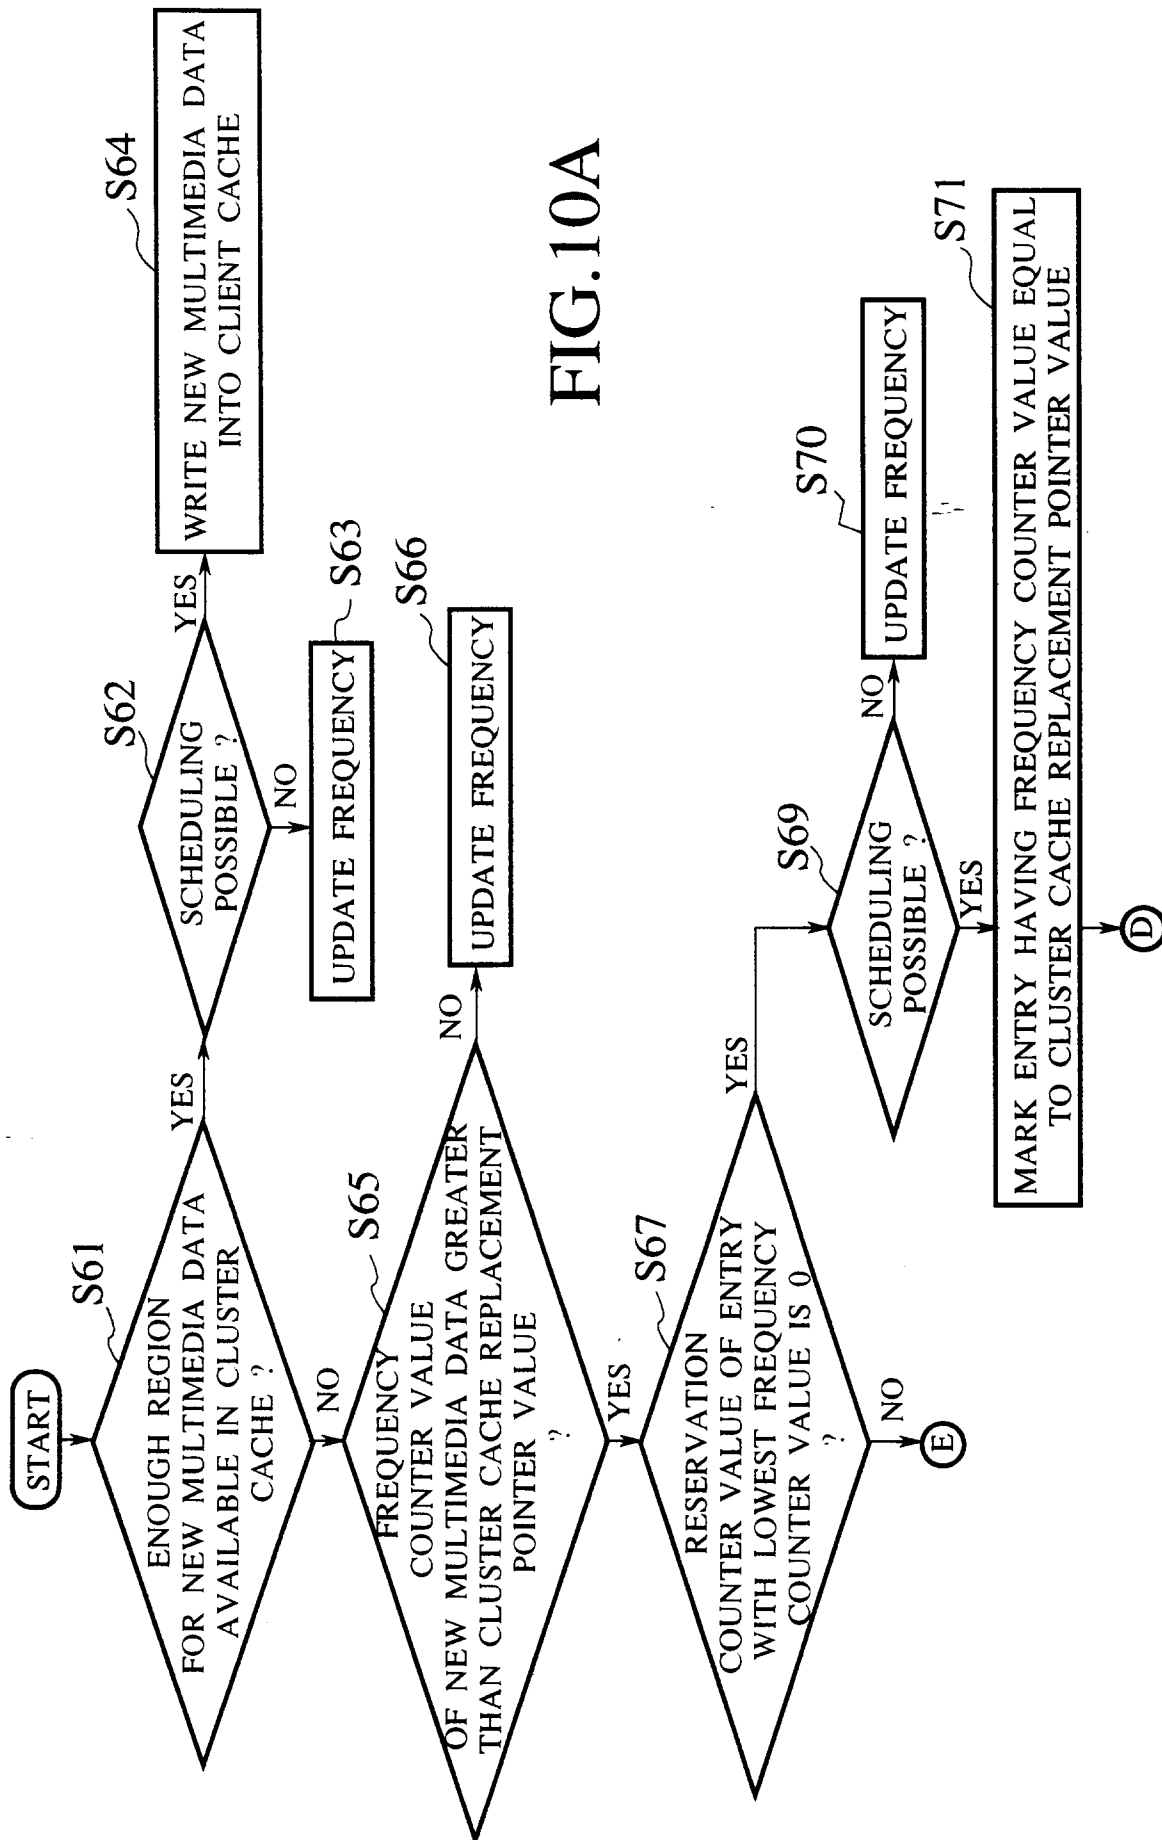 START
S61
ENOUGH REGION
FOR NEW MULTIMEDIA DATA
AVAILABLE IN CLUSTER
CACHE ?
YES
NO
S62
SCHEDULING
POSSIBLE ?
YES
NO
S64
WRITE NEW MULTIMEDIA DATA
INTO CLIENT CACHE
S63
UPDATE FREQUENCY
S65
FREQUENCY
COUNTER VALUE
OF NEW MULTIMEDIA DATA GREATER
THAN CLUSTER CACHE REPLACEMENT
POINTER VALUE
?
NO
YES
S66
UPDATE FREQUENCY
S67
RESERVATION
COUNTER VALUE OF ENTRY
WITH LOWEST FREQUENCY
COUNTER VALUE IS 0
?
YES
NO
E
S69
SCHEDULING
POSSIBLE ?
NO
YES
S70
UPDATE FREQUENCY
S71
MARK ENTRY HAVING FREQUENCY COUNTER VALUE EQUAL
TO CLUSTER CACHE REPLACEMENT POINTER VALUE
D
FIG.10A